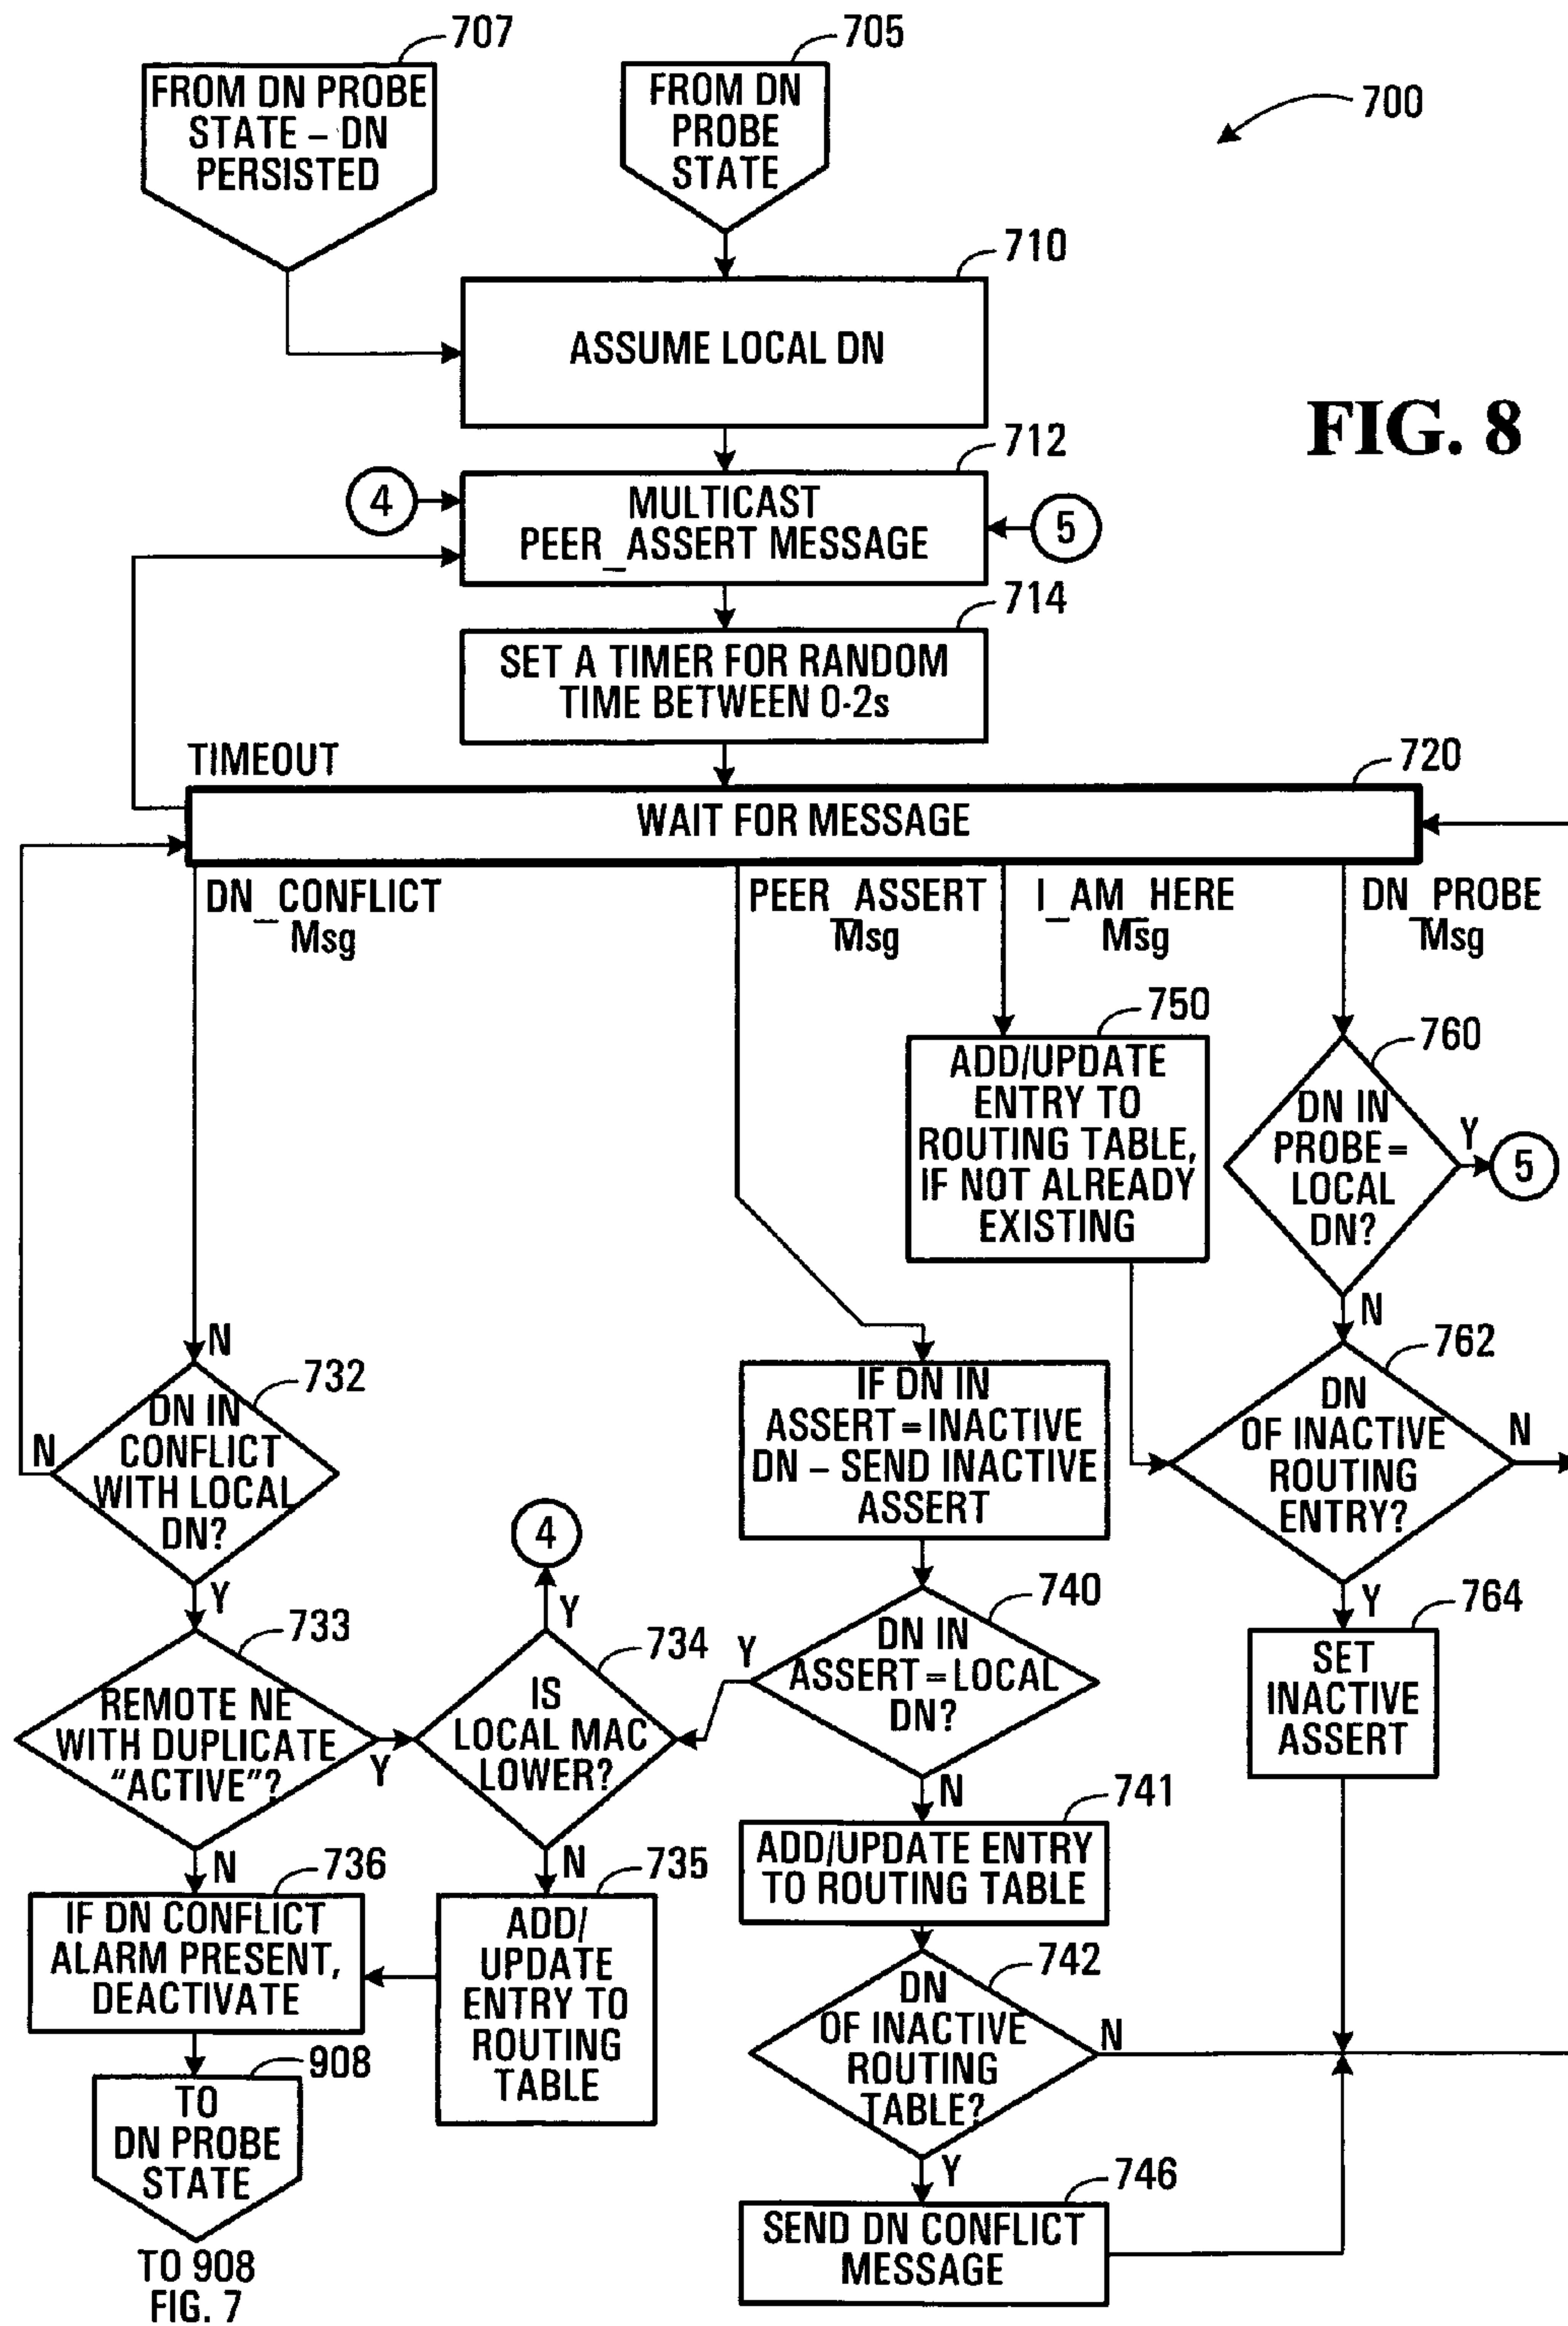 707
705
FROM DN PROBE
STATE – DN
PERSISTED
FROM DN
PROBE
STATE
700
710
ASSUME LOCAL DN
FIG. 8
712
4
MULTICAST
PEER_ASSERT MESSAGE
5
714
SET A TIMER FOR RANDOM
TIME BETWEEN 0-2s
TIMEOUT
720
WAIT FOR MESSAGE
DN_CONFLICT
Msg
PEER_ASSERT
Msg
I_AM_HERE
Msg
DN_PROBE
Msg
750
ADD/UPDATE
ENTRY TO
ROUTING TABLE,
IF NOT ALREADY
EXISTING
760
DN IN
PROBE=
LOCAL
DN?
Y
5
N
N
732
DN IN
CONFLICT
WITH LOCAL
DN?
N
Y
IF DN IN
ASSERT=INACTIVE
DN – SEND INACTIVE
ASSERT
762
DN
OF INACTIVE
ROUTING
ENTRY?
N
Y
4
Y
733
REMOTE NE
WITH DUPLICATE
"ACTIVE"?
Y
N
734
IS
LOCAL MAC
LOWER?
N
740
Y
DN IN
ASSERT=LOCAL
DN?
N
764
SET
INACTIVE
ASSERT
741
ADD/UPDATE ENTRY
TO ROUTING TABLE
736
IF DN CONFLICT
ALARM PRESENT,
DEACTIVATE
735
ADD/
UPDATE
ENTRY TO
ROUTING
TABLE
742
DN
OF INACTIVE
ROUTING
TABLE?
N
Y
908
TO
DN PROBE
STATE
TO 908
FIG. 7
746
SEND DN CONFLICT
MESSAGE